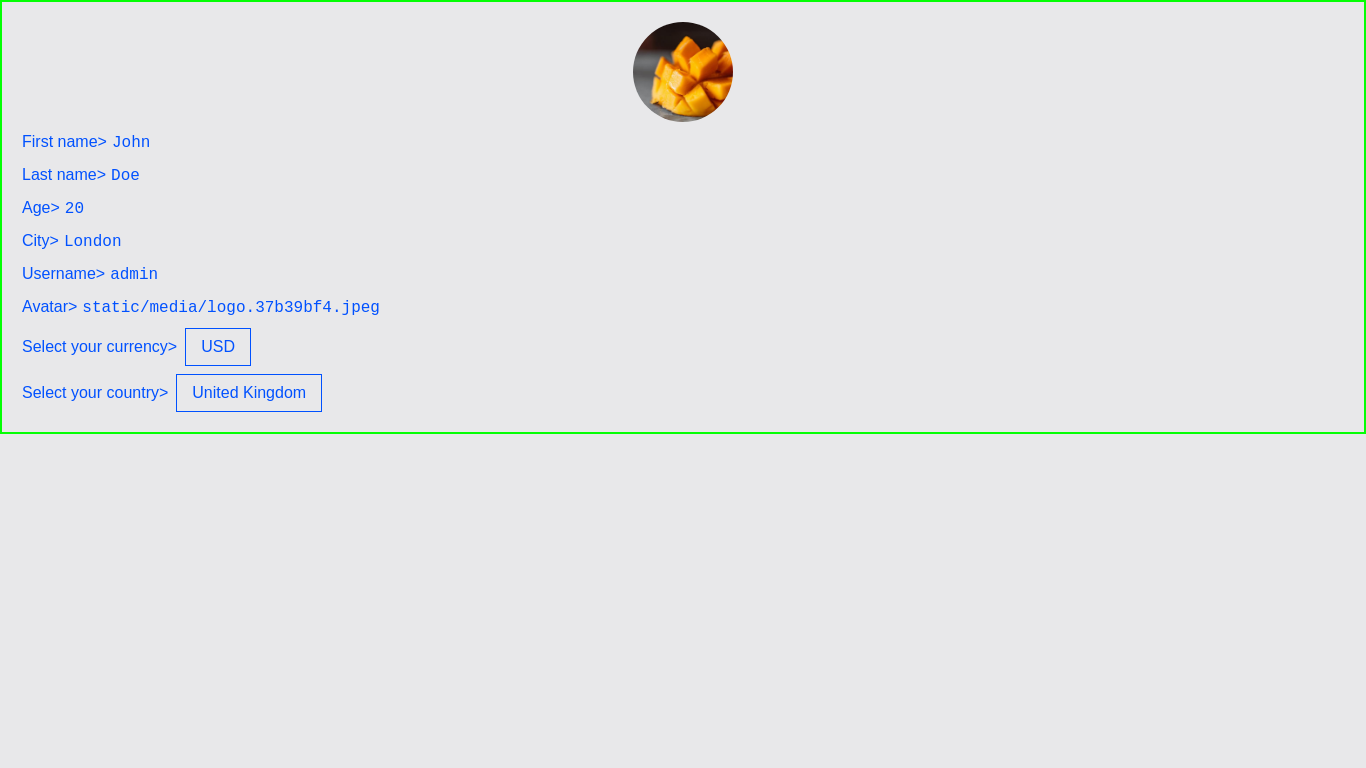 First name> John
Last name> Doe
Age> 20
City> London
Username> admin
Avatar> static/media/logo.37b39bf4.jpeg
Select your currency> USD
Select your country> United Kingdom